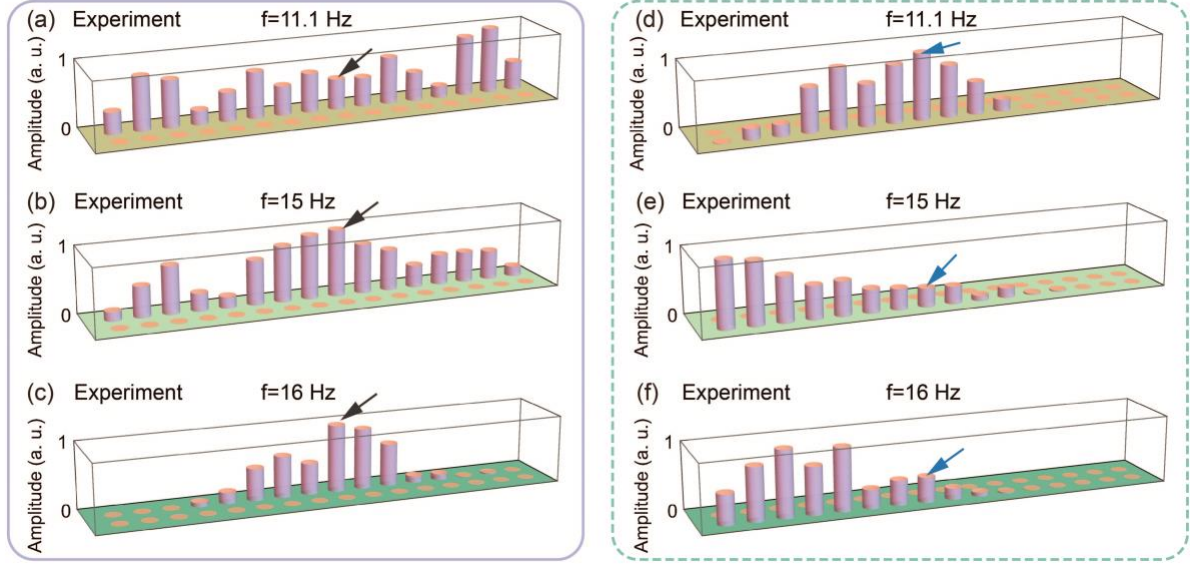 (a) Experiment f=11.1 Hz
Amplitude (a. u.)
1
0
(b) Experiment f=15 Hz
Amplitude (a. u.)
1
0
(c) Experiment f=16 Hz
Amplitude (a. u.)
1
0
(d) Experiment f=11.1 Hz
Amplitude (a. u.)
1
0
(e) Experiment f=15 Hz
Amplitude (a. u.)
1
0
(f) Experiment f=16 Hz
Amplitude (a. u.)
1
0